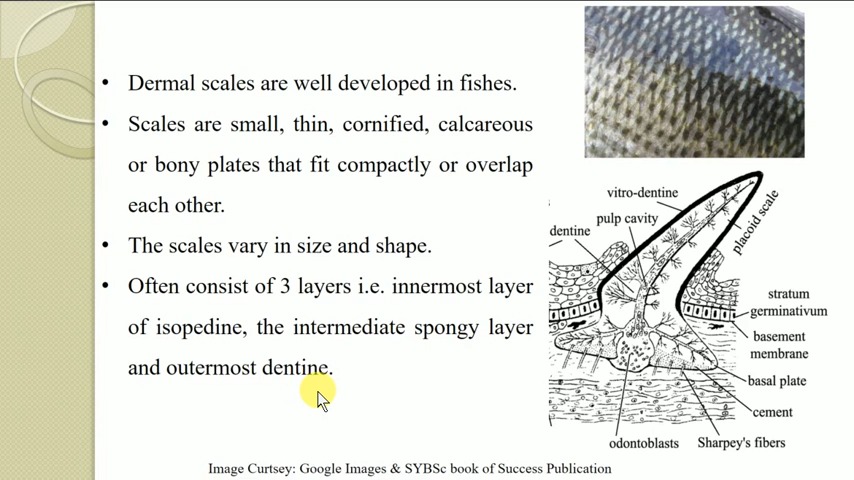 • Dermal scales are well developed in fishes.
• Scales are small, thin, cornified, calcareous
or bony plates that fit compactly or overlap
each other.
• The scales vary in size and shape.
• Often consist of 3 layers i.e. innermost layer
of isopedine, the intermediate spongy layer
and outermost dentine.
vitro-dentine
pulp cavity
dentine
placoid scale
stratum
germinativum
basement
membrane
basal plate
cement
odontoblasts
Sharpey's fibers
Image Curtsey: Google Images & SYBSc book of Success Publication